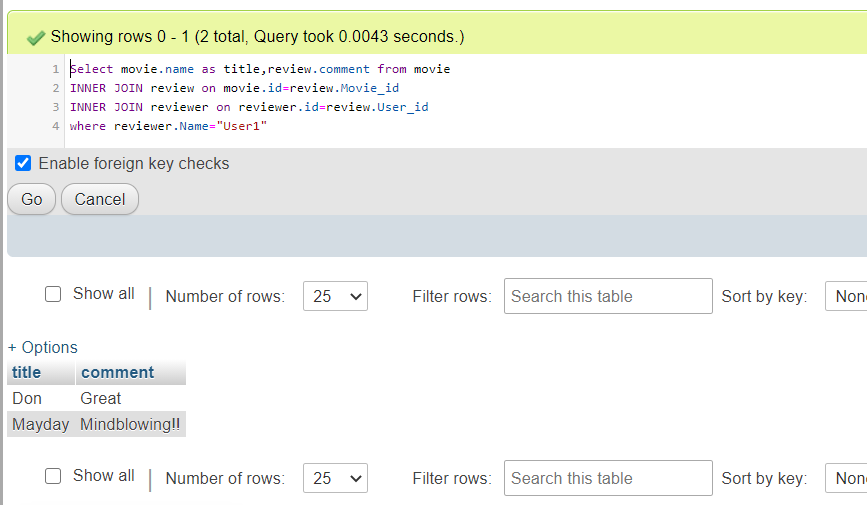 Showing rows 0 - 1 (2 total, Query took 0.0043 seconds.)
1 Select movie.name as title,review.comment from movie
2 INNER JOIN review on movie.id=review.Movie_id
3 INNER JOIN reviewer on reviewer.id=review.User_id
4 where reviewer.Name="User1"
Enable foreign key checks
Go Cancel
Show all | Number of rows: 25 Filter rows: Search this table Sort by key: Non
+ Options
title comment
Don Great
Mayday Mindblowing!!
Show all | Number of rows: 25 Filter rows: Search this table Sort by key: Non